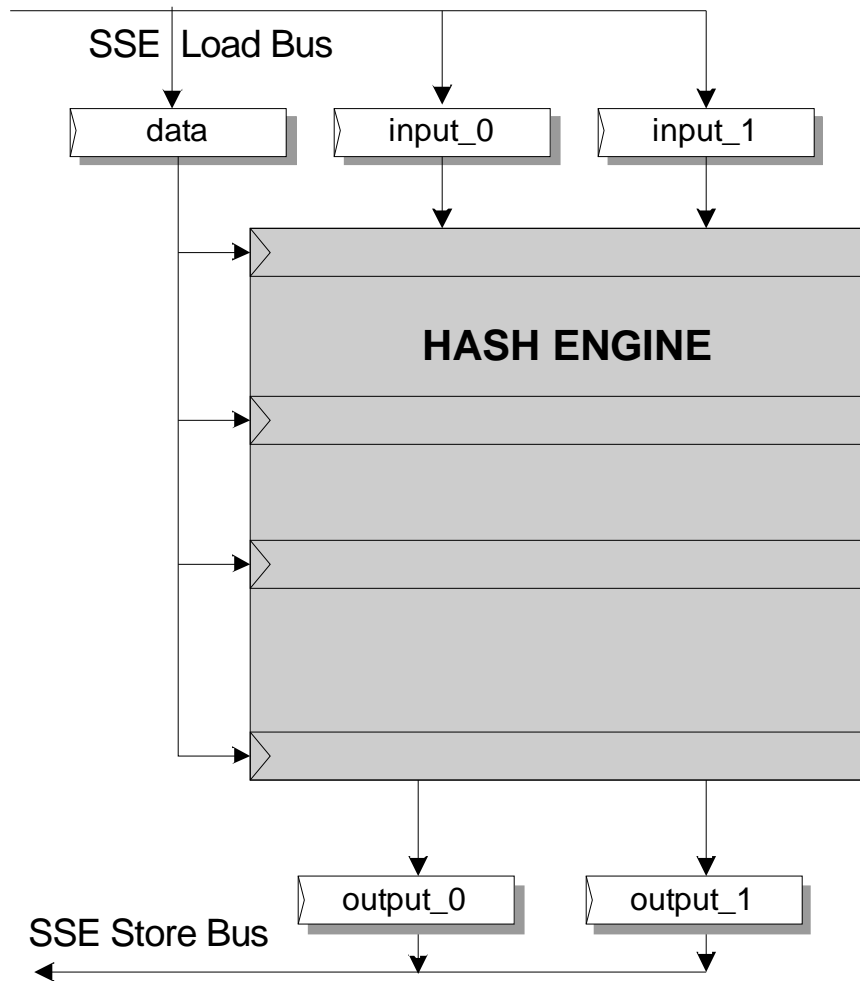 SSE Load Bus
data
input_0
input_1
HASH ENGINE
output_0
output_1
SSE Store Bus